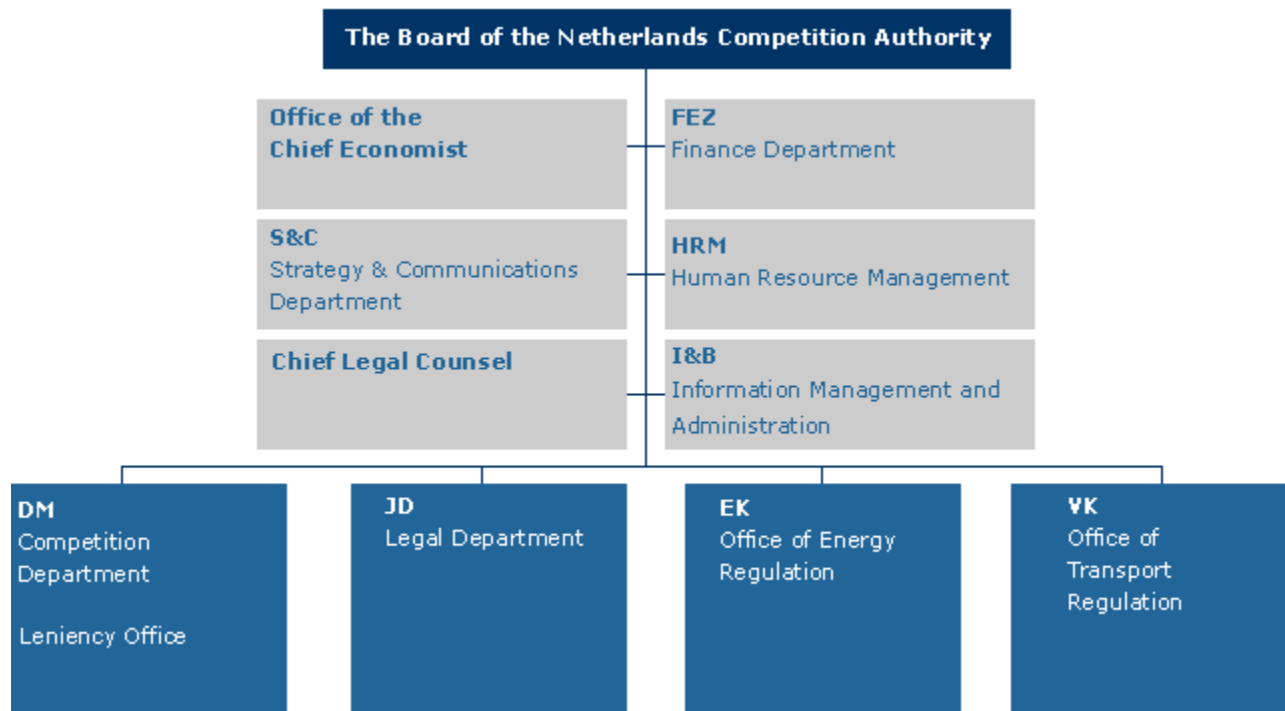 The Board of the Netherlands Competition Authority
Office of the
Chief Economist
FEZ
Finance Department
S&C
Strategy & Communications
Department
HRM
Human Resource Management
Chief Legal Counsel
I&B
Information Management and
Administration
DM
Competition
Department
Leniency Office
JD
Legal Department
EK
Office of Energy
Regulation
VK
Office of
Transport
Regulation